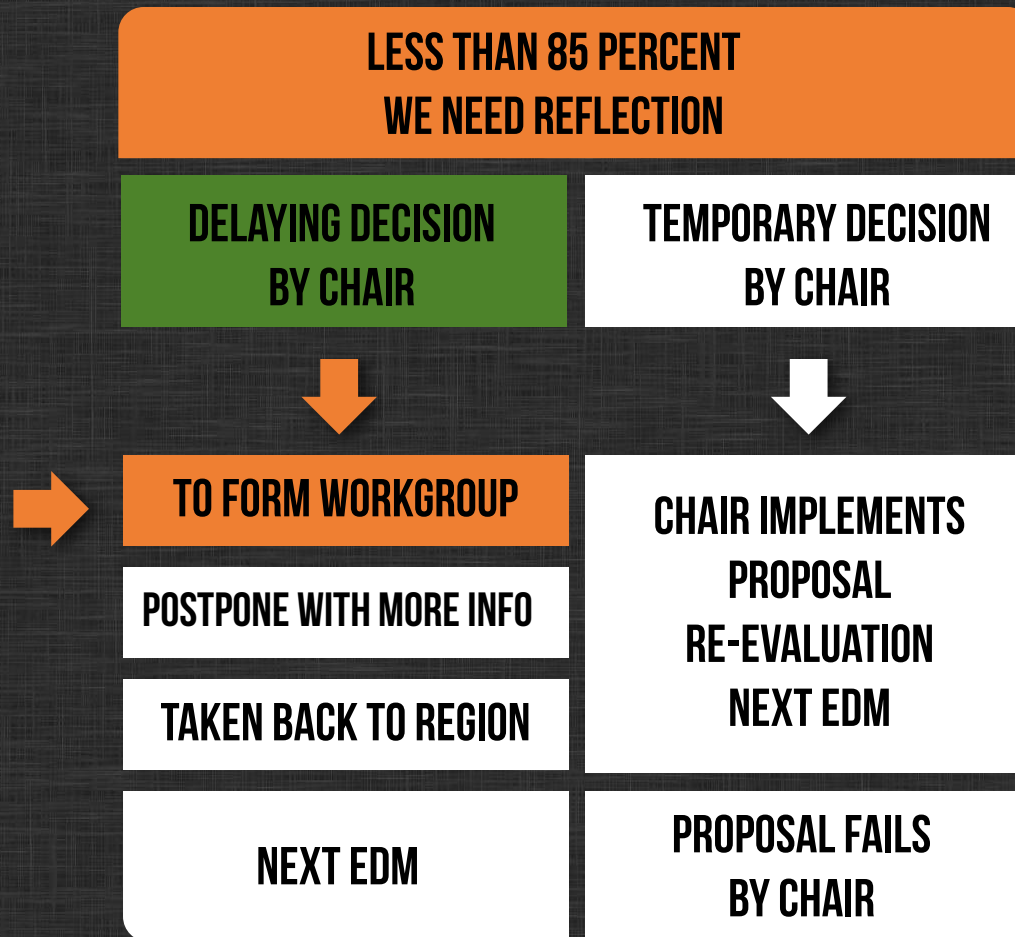 LESS THAN 85 PERCENT
WE NEED REFLECTION
DELAYING DECISION
BY CHAIR
TEMPORARY DECISION
BY CHAIR
TO FORM WORKGROUP
POSTPONE WITH MORE INFO
TAKEN BACK TO REGION
NEXT EDM
CHAIR IMPLEMENTS
PROPOSAL
RE-EVALUATION
NEXT EDM
PROPOSAL FAILS
BY CHAIR